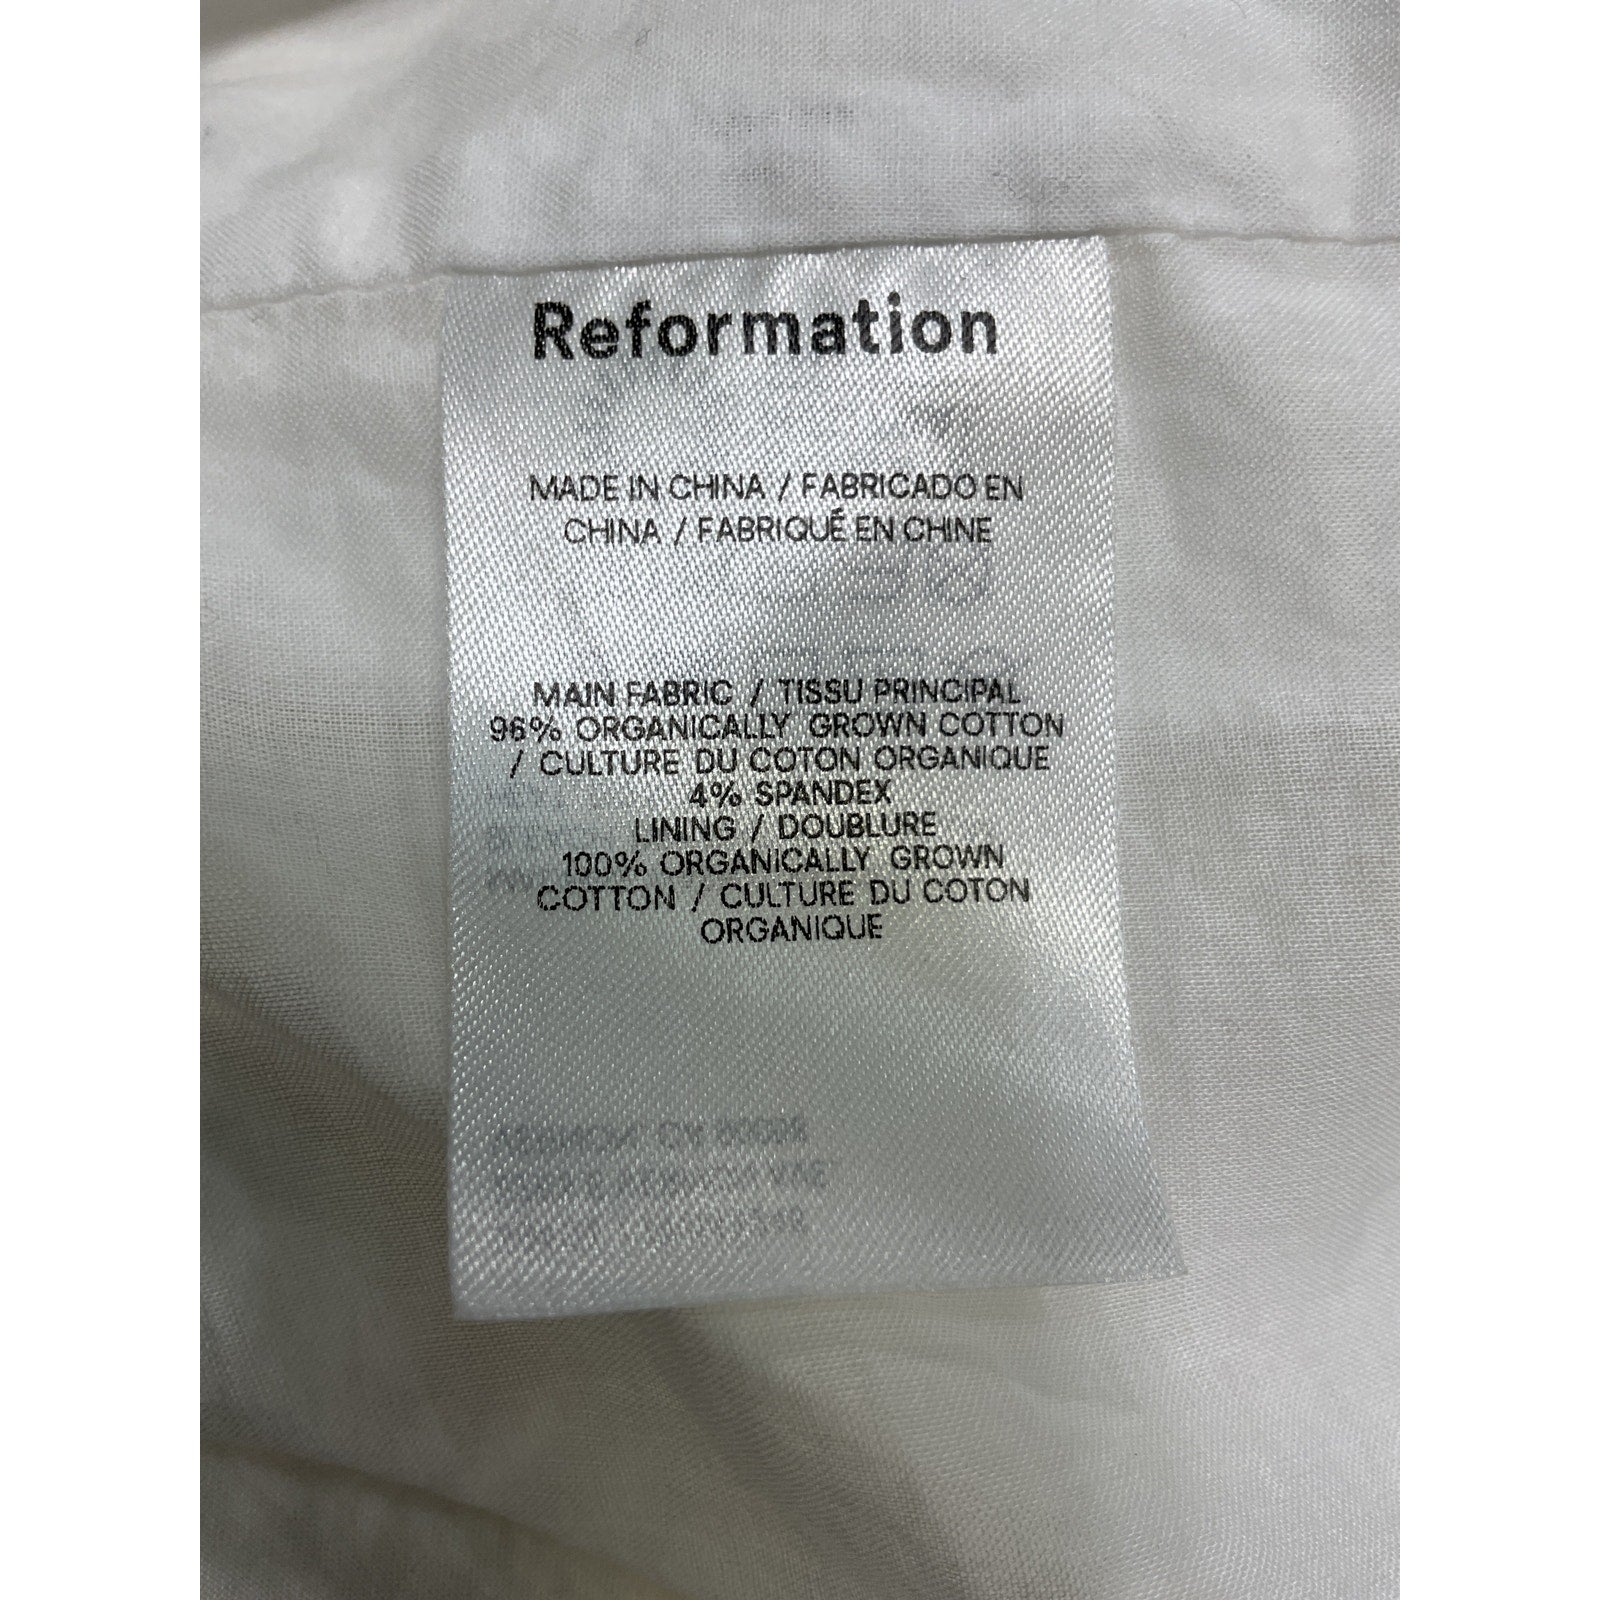 Reformation
MADE IN CHINA / FABRICADO EN
CHINA / FABRIQUÉ EN CHINE
MAIN FABRIC / TISSU PRINCIPAL
96% ORGANICALLY GROWN COTTON
/ CULTURE DU COTON ORGANIQUE
4% SPANDEX
LINING / DOUBLURE
100% ORGANICALLY GROWN
COTTON / CULTURE DU COTON
ORGANIQUE